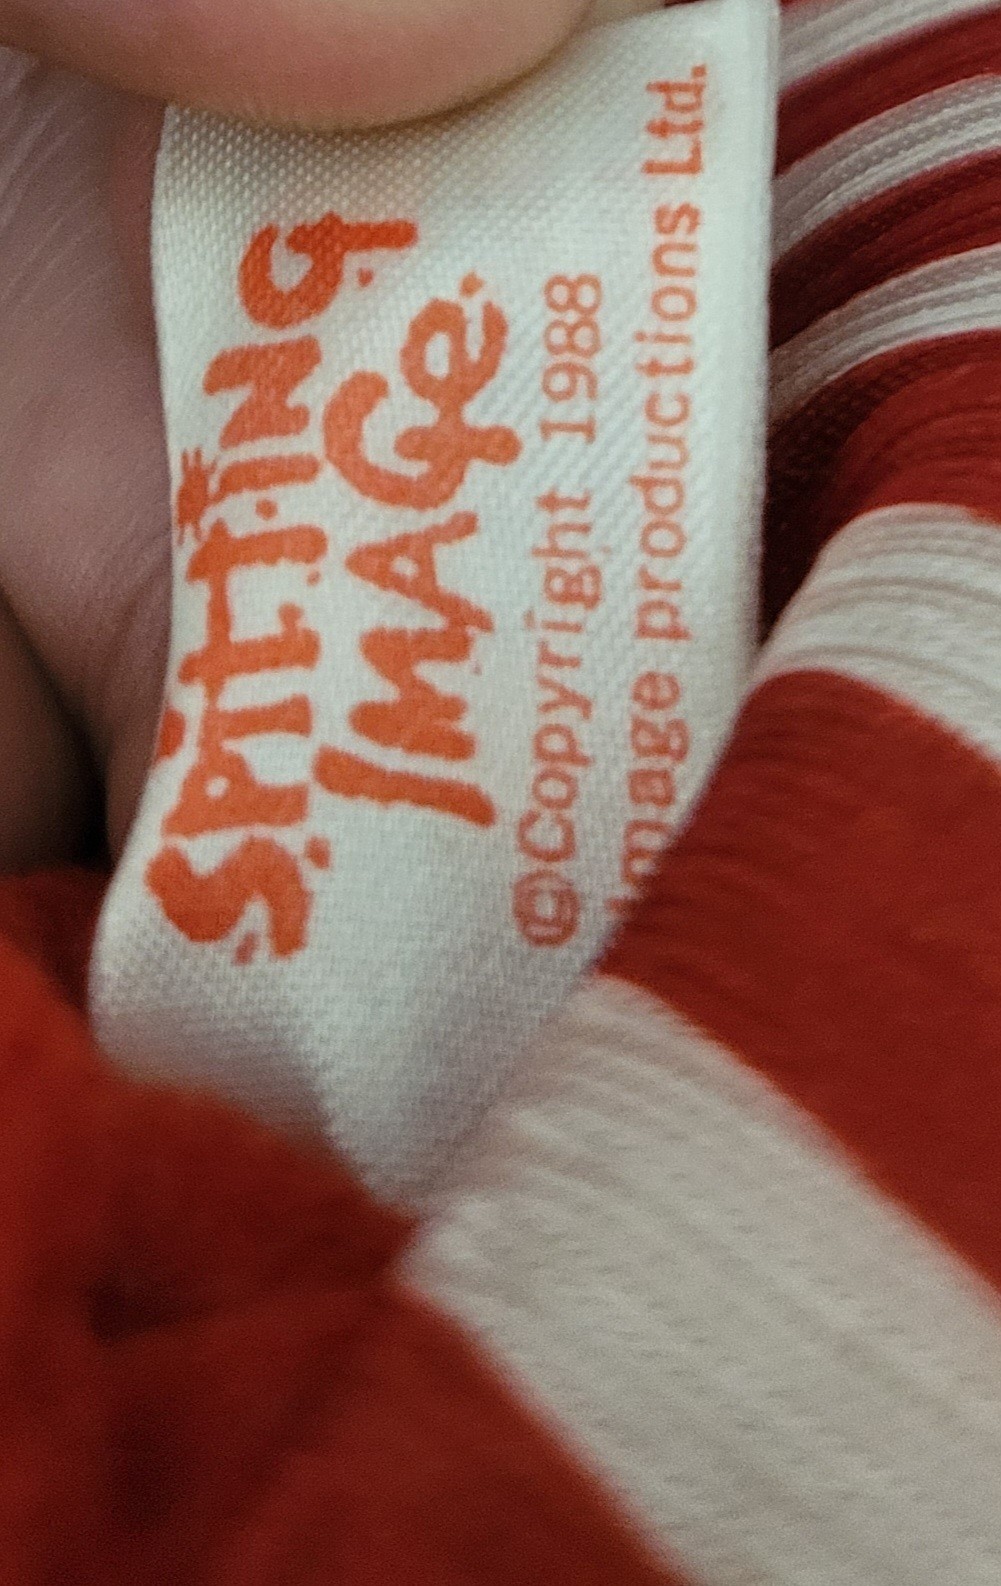 SPITTING
IMAGe
©Copyright 1988
Image productions Ltd.